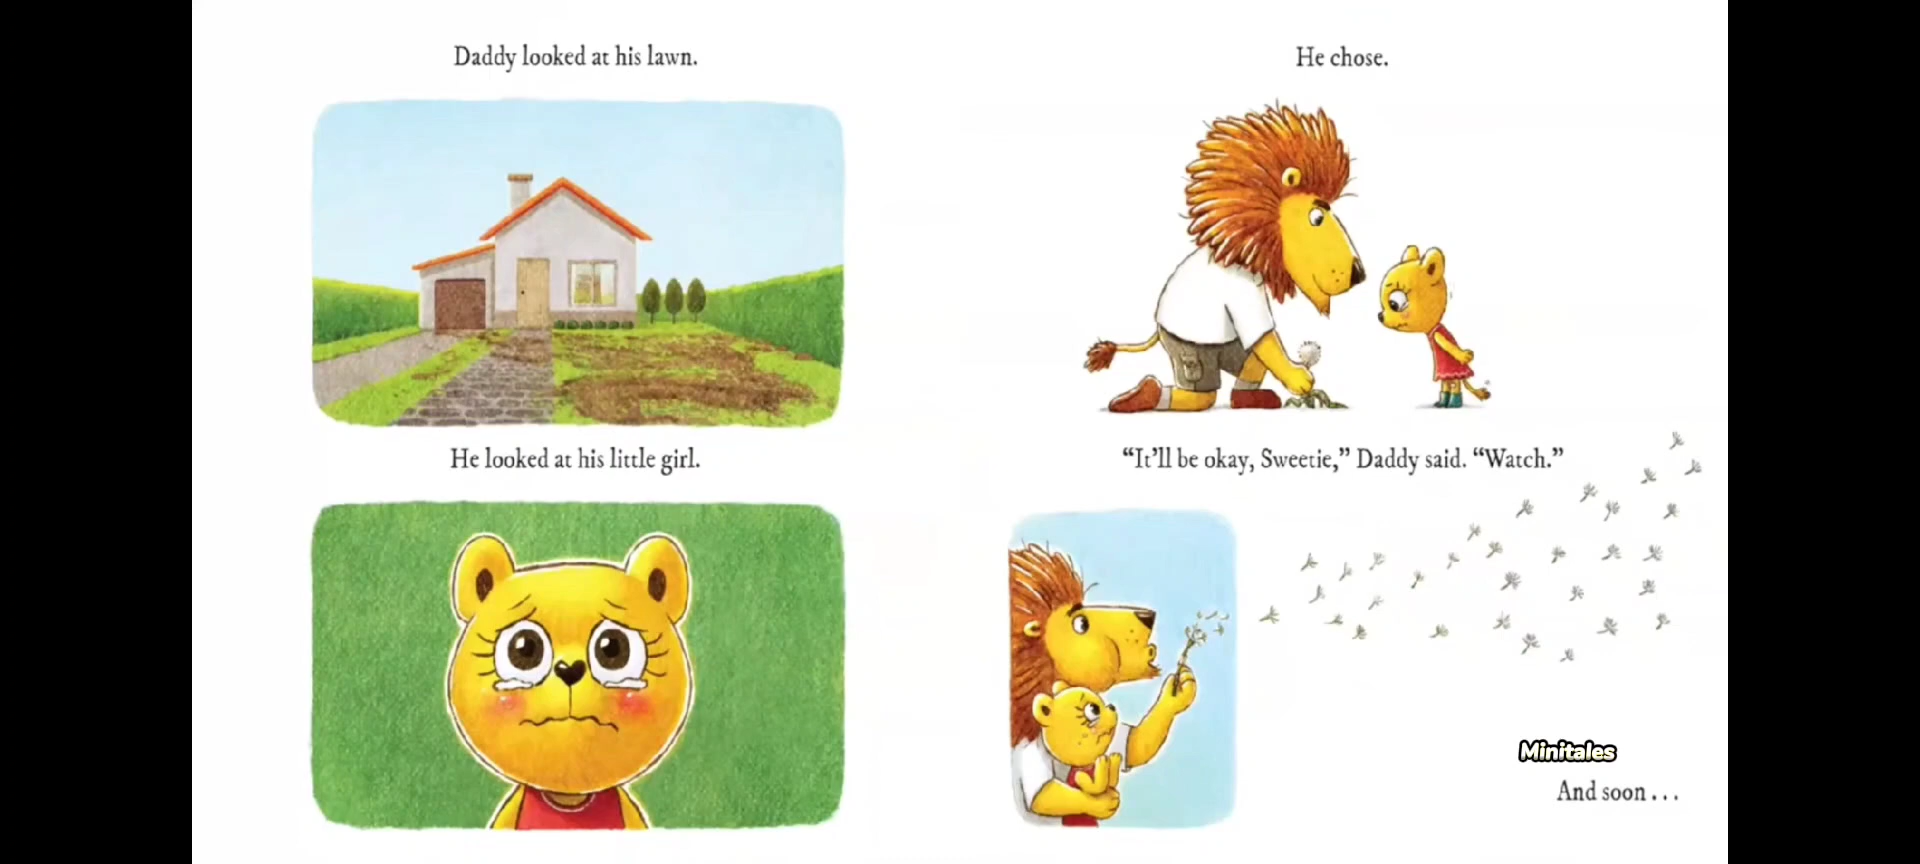 Daddy looked at his lawn.
He looked at his little girl.
He chose.
“It’ll be okay, Sweetie,” Daddy said. “Watch.”
Minitales
And soon . . .